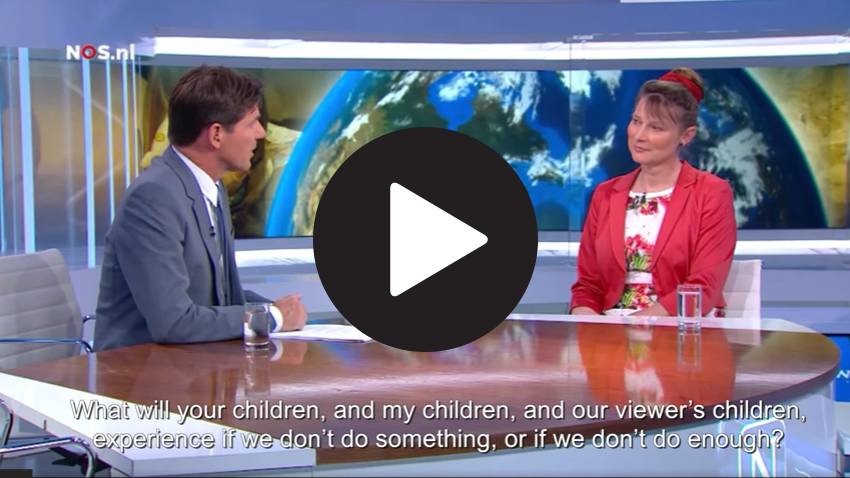 NOS.nl
What will your children, and my children, and our viewer's children,
experience if we don't do something, or if we don't do enough?